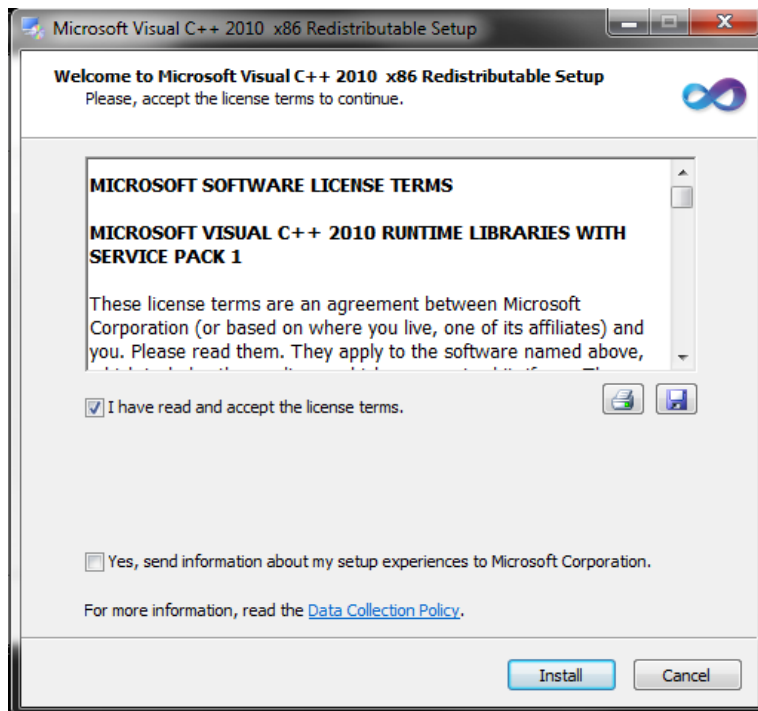 Microsoft Visual C++ 2010  x86 Redistributable Setup
Welcome to Microsoft Visual C++ 2010  x86 Redistributable Setup
Please, accept the license terms to continue.
MICROSOFT SOFTWARE LICENSE TERMS
MICROSOFT VISUAL C++ 2010 RUNTIME LIBRARIES WITH
SERVICE PACK 1
These license terms are an agreement between Microsoft
Corporation (or based on where you live, one of its affiliates) and
you. Please read them. They apply to the software named above,
I have read and accept the license terms.
Yes, send information about my setup experiences to Microsoft Corporation.
For more information, read the Data Collection Policy.
Install
Cancel